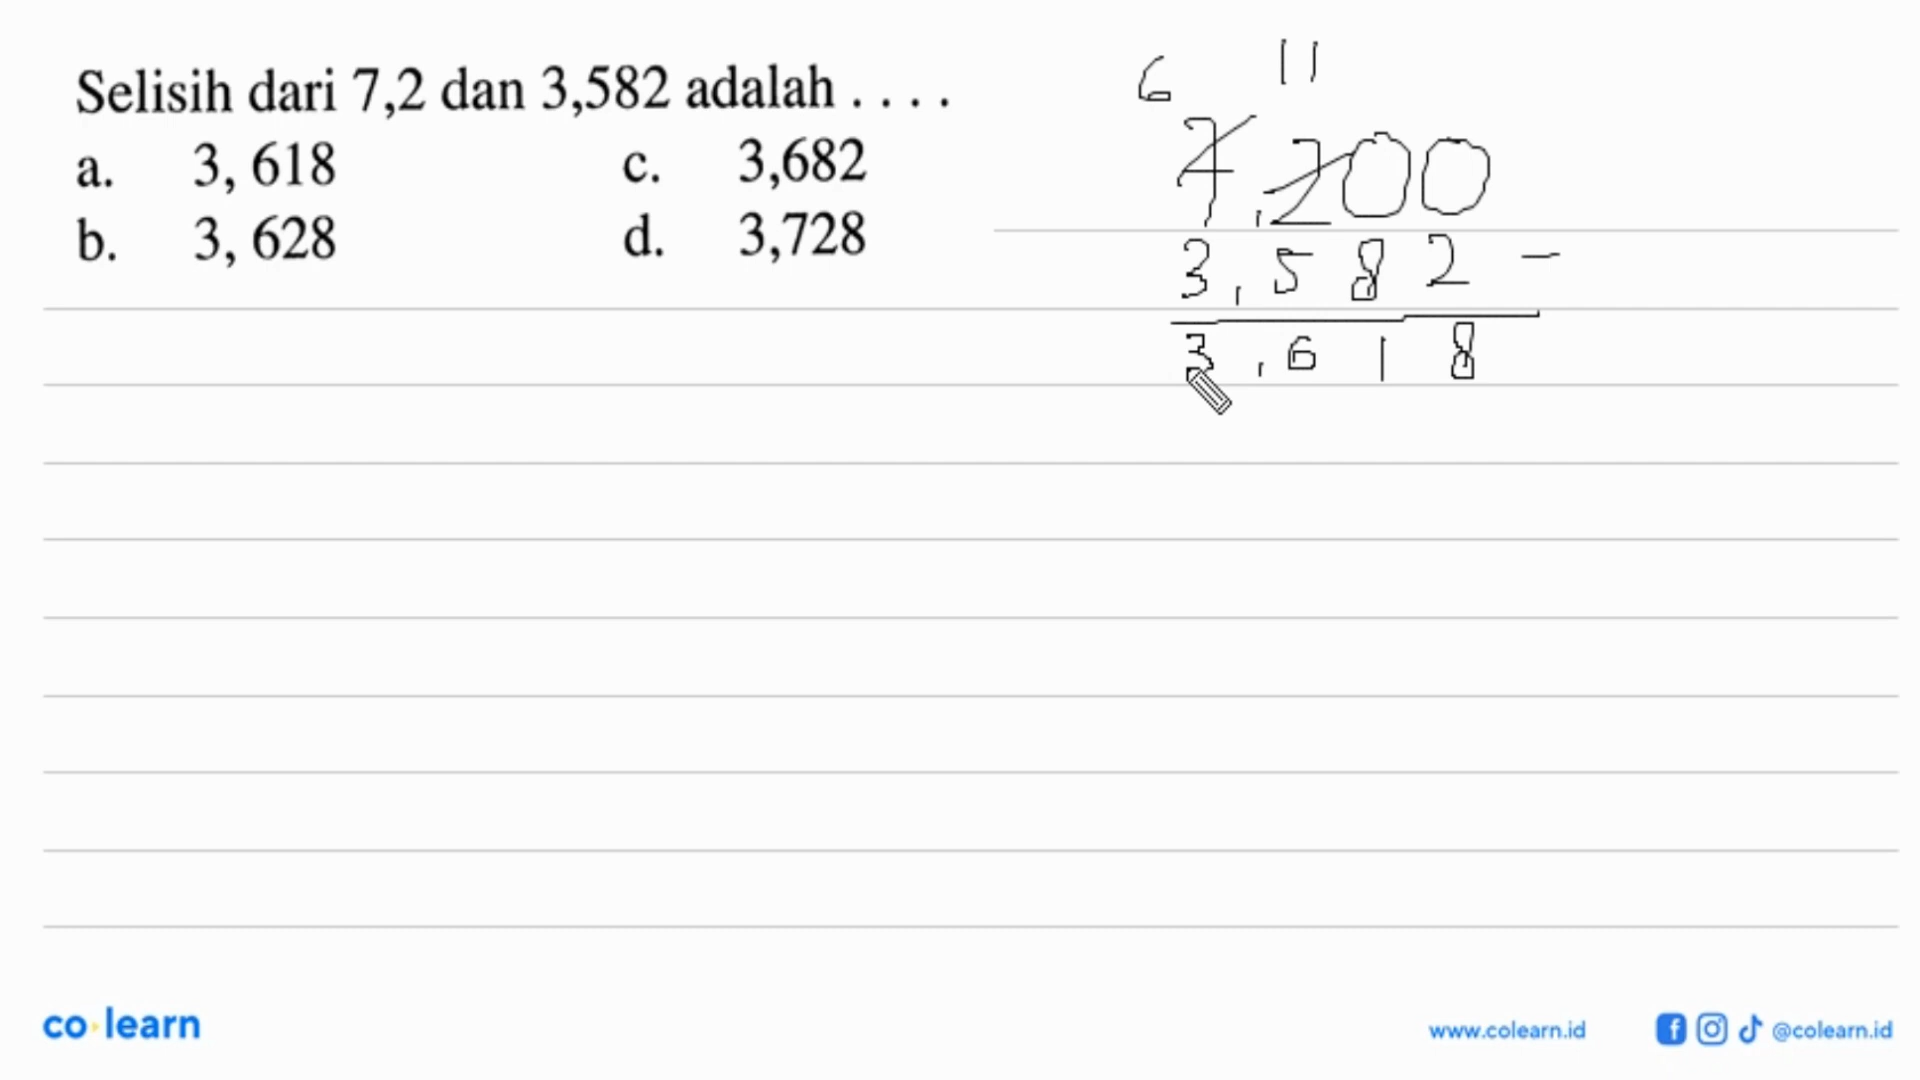 Selisih dari 7,2 dan 3,582 adalah . . . .
a. 3, 618 c. 3,682
b. 3, 628 d. 3,728
6 11
7,200
3,582 -
3,618
co learn
www.colearn.id @colearn.id